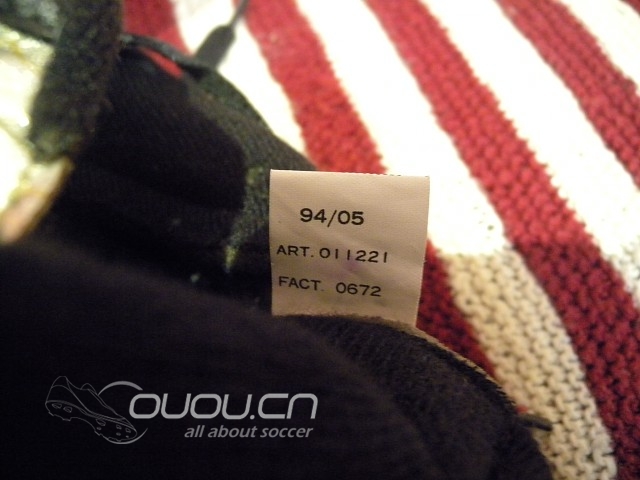 94/05
ART. 011221
FACT. 0672
ouou.cn
all about soccer